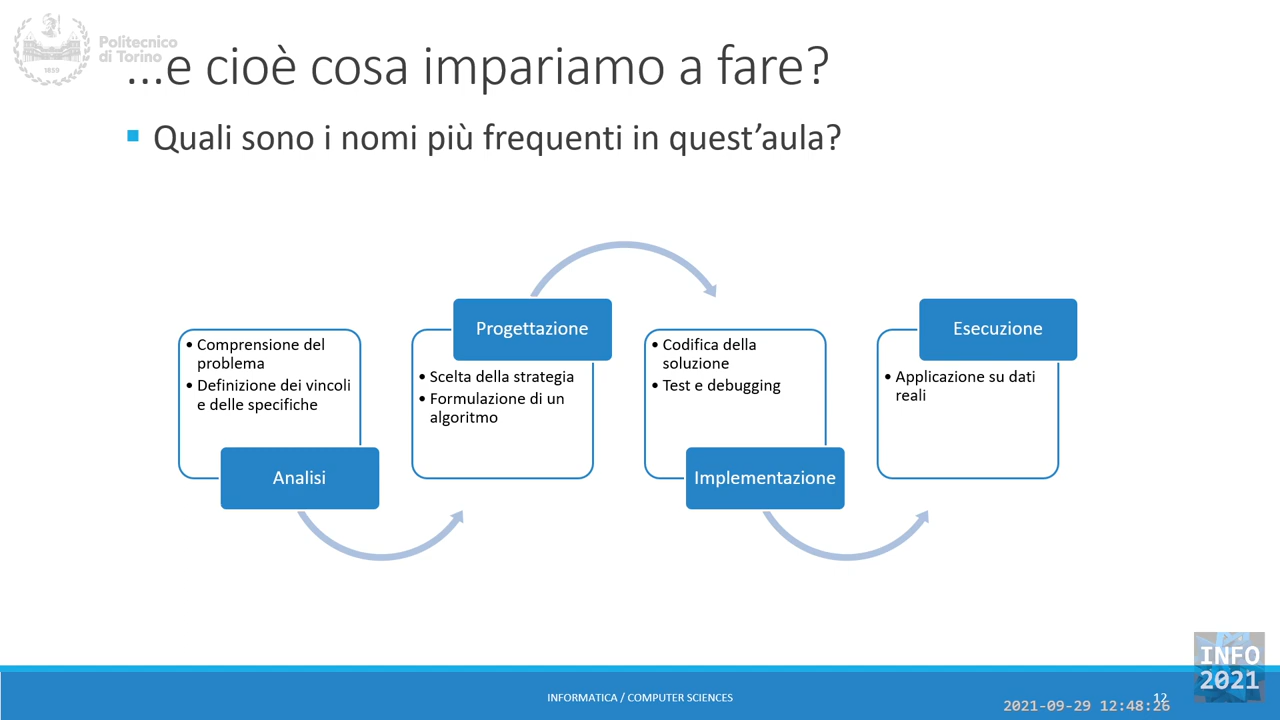 Politecnico
di Torino
1859
...e cioè cosa impariamo a fare?
Quali sono i nomi più frequenti in quest’aula?
• Comprensione del
problema
• Definizione dei vincoli
e delle specifiche
Analisi
Progettazione
• Scelta della strategia
• Formulazione di un
algoritmo
• Codifica della
soluzione
• Test e debugging
Implementazione
Esecuzione
• Applicazione su dati
reali
INFORMATICA / COMPUTER SCIENCES
12
INFO
2021
2021-09-29 12:48:26